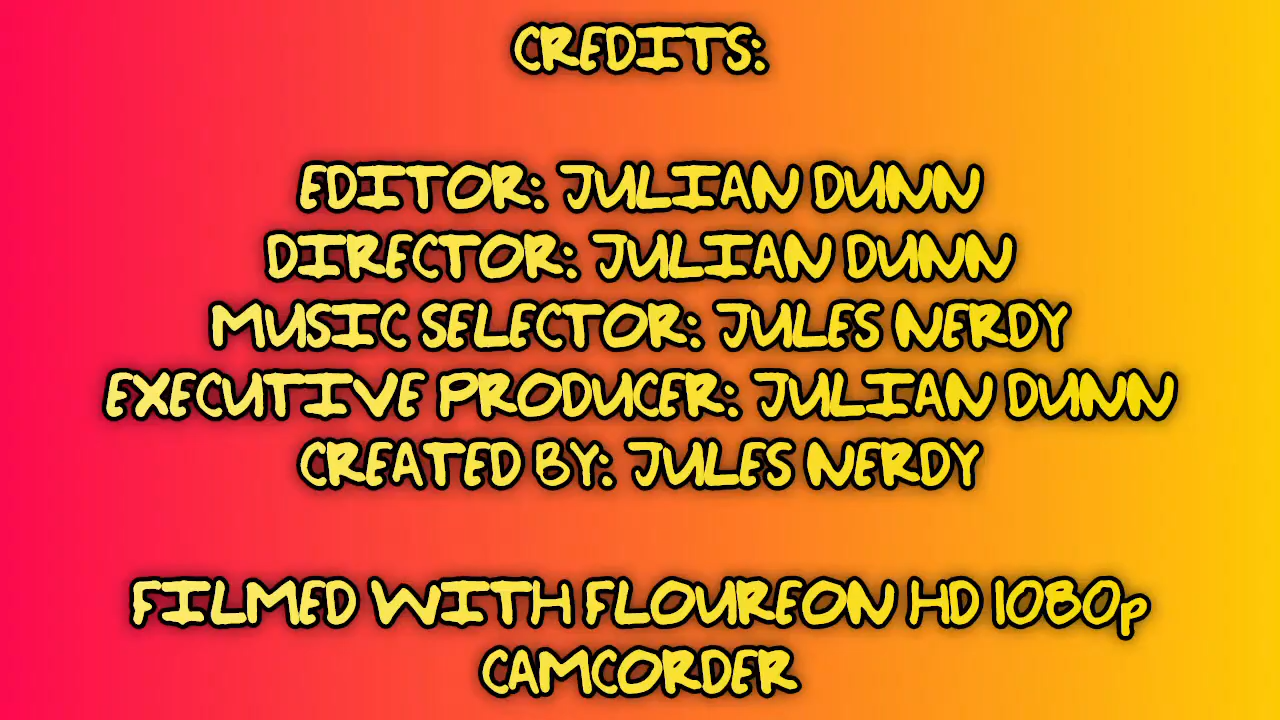 CREDITS:
EDITOR: JULIAN DUNN
DIRECTOR: JULIAN DUNN
MUSIC SELECTOR: JULES NERDY
EXECUTIVE PRODUCER: JULIAN DUNN
CREATED BY: JULES NERDY
FILMED WITH FLOUREON HD 1080p
CAMCORDER